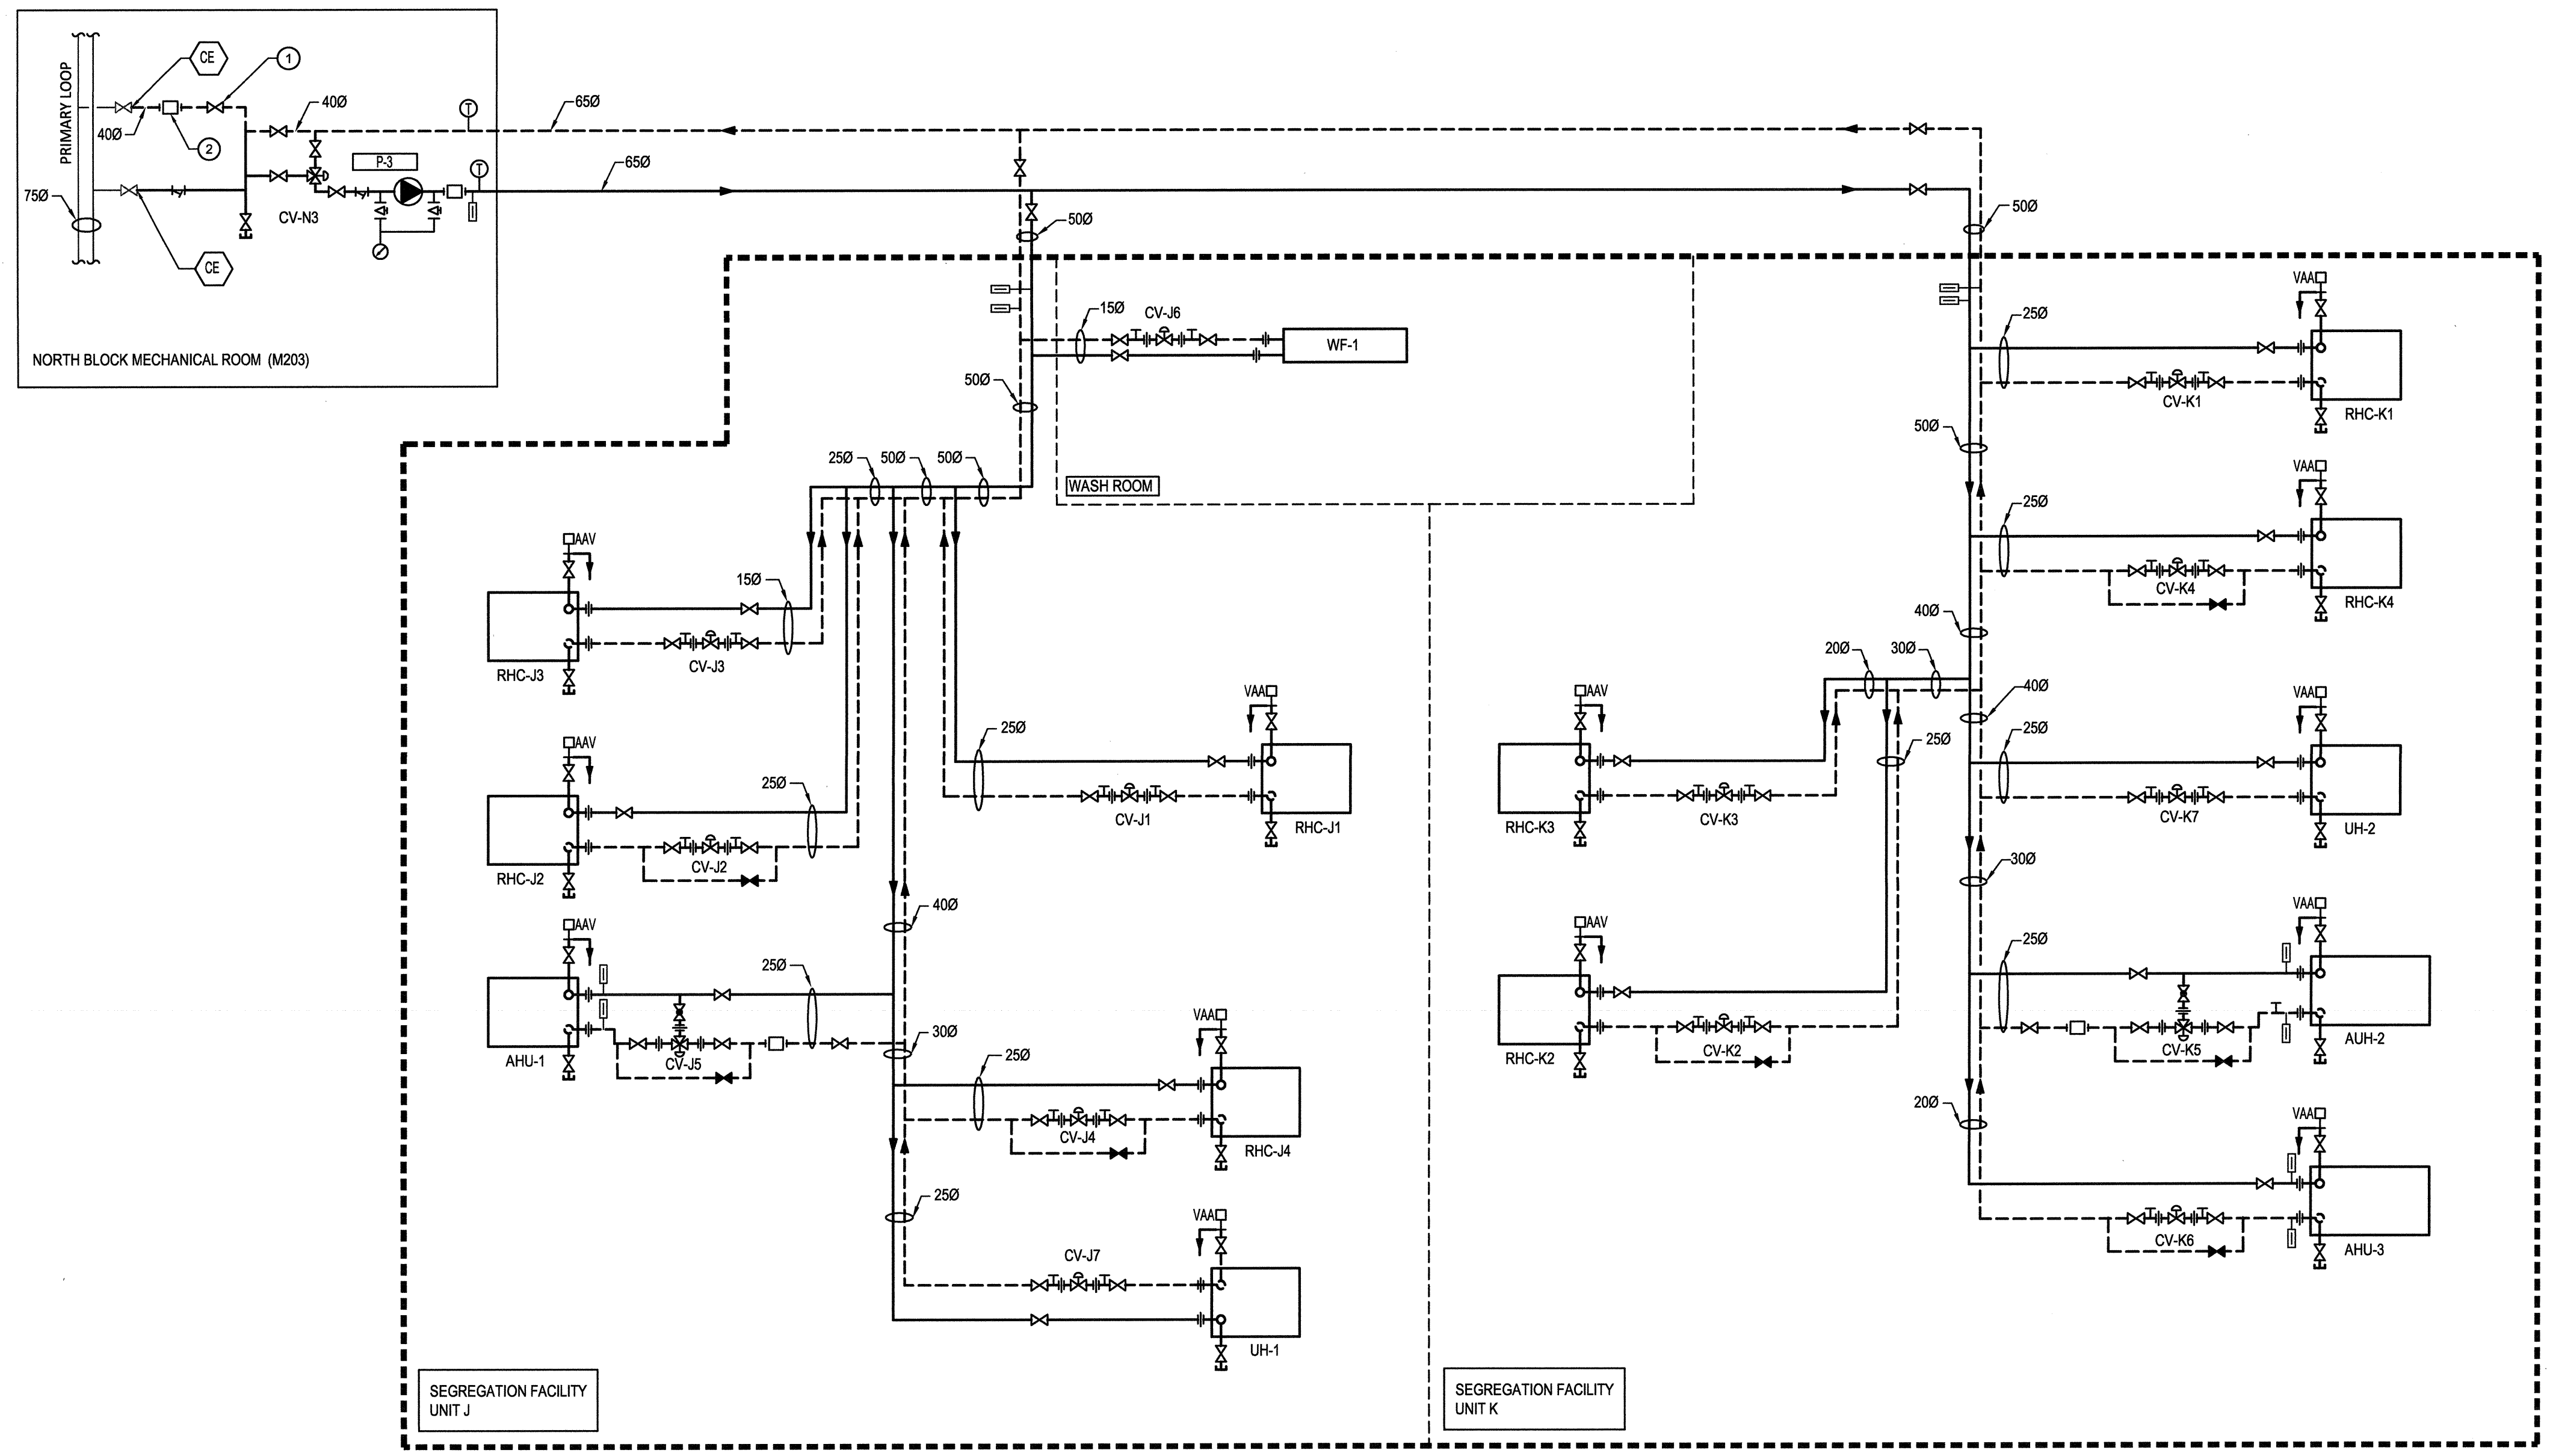 PRIMARY LOOP
CE
1
40Ø
2
40Ø
T
65Ø
P-3
T
65Ø
75Ø
CV-N3
CE
NORTH BLOCK MECHANICAL ROOM (M203)
50Ø
50Ø
15Ø
CV-J6
WF-1
50Ø
WASH ROOM
25Ø
50Ø
50Ø
AAV
15Ø
CV-J3
RHC-J3
AAV
25Ø
CV-J2
RHC-J2
AAV
25Ø
CV-J5
AHU-1
VAA
25Ø
CV-J1
RHC-J1
40Ø
30Ø
VAA
25Ø
CV-J4
RHC-J4
25Ø
VAA
CV-J7
UH-1
SEGREGATION FACILITY
UNIT J
VAA
25Ø
CV-K1
RHC-K1
50Ø
VAA
25Ø
CV-K4
RHC-K4
40Ø
20Ø
30Ø
40Ø
AAV
25Ø
CV-K3
RHC-K3
VAA
25Ø
CV-K7
UH-2
30Ø
AAV
CV-K2
RHC-K2
VAA
25Ø
CV-K5
AUH-2
20Ø
VAA
CV-K6
AHU-3
SEGREGATION FACILITY
UNIT K